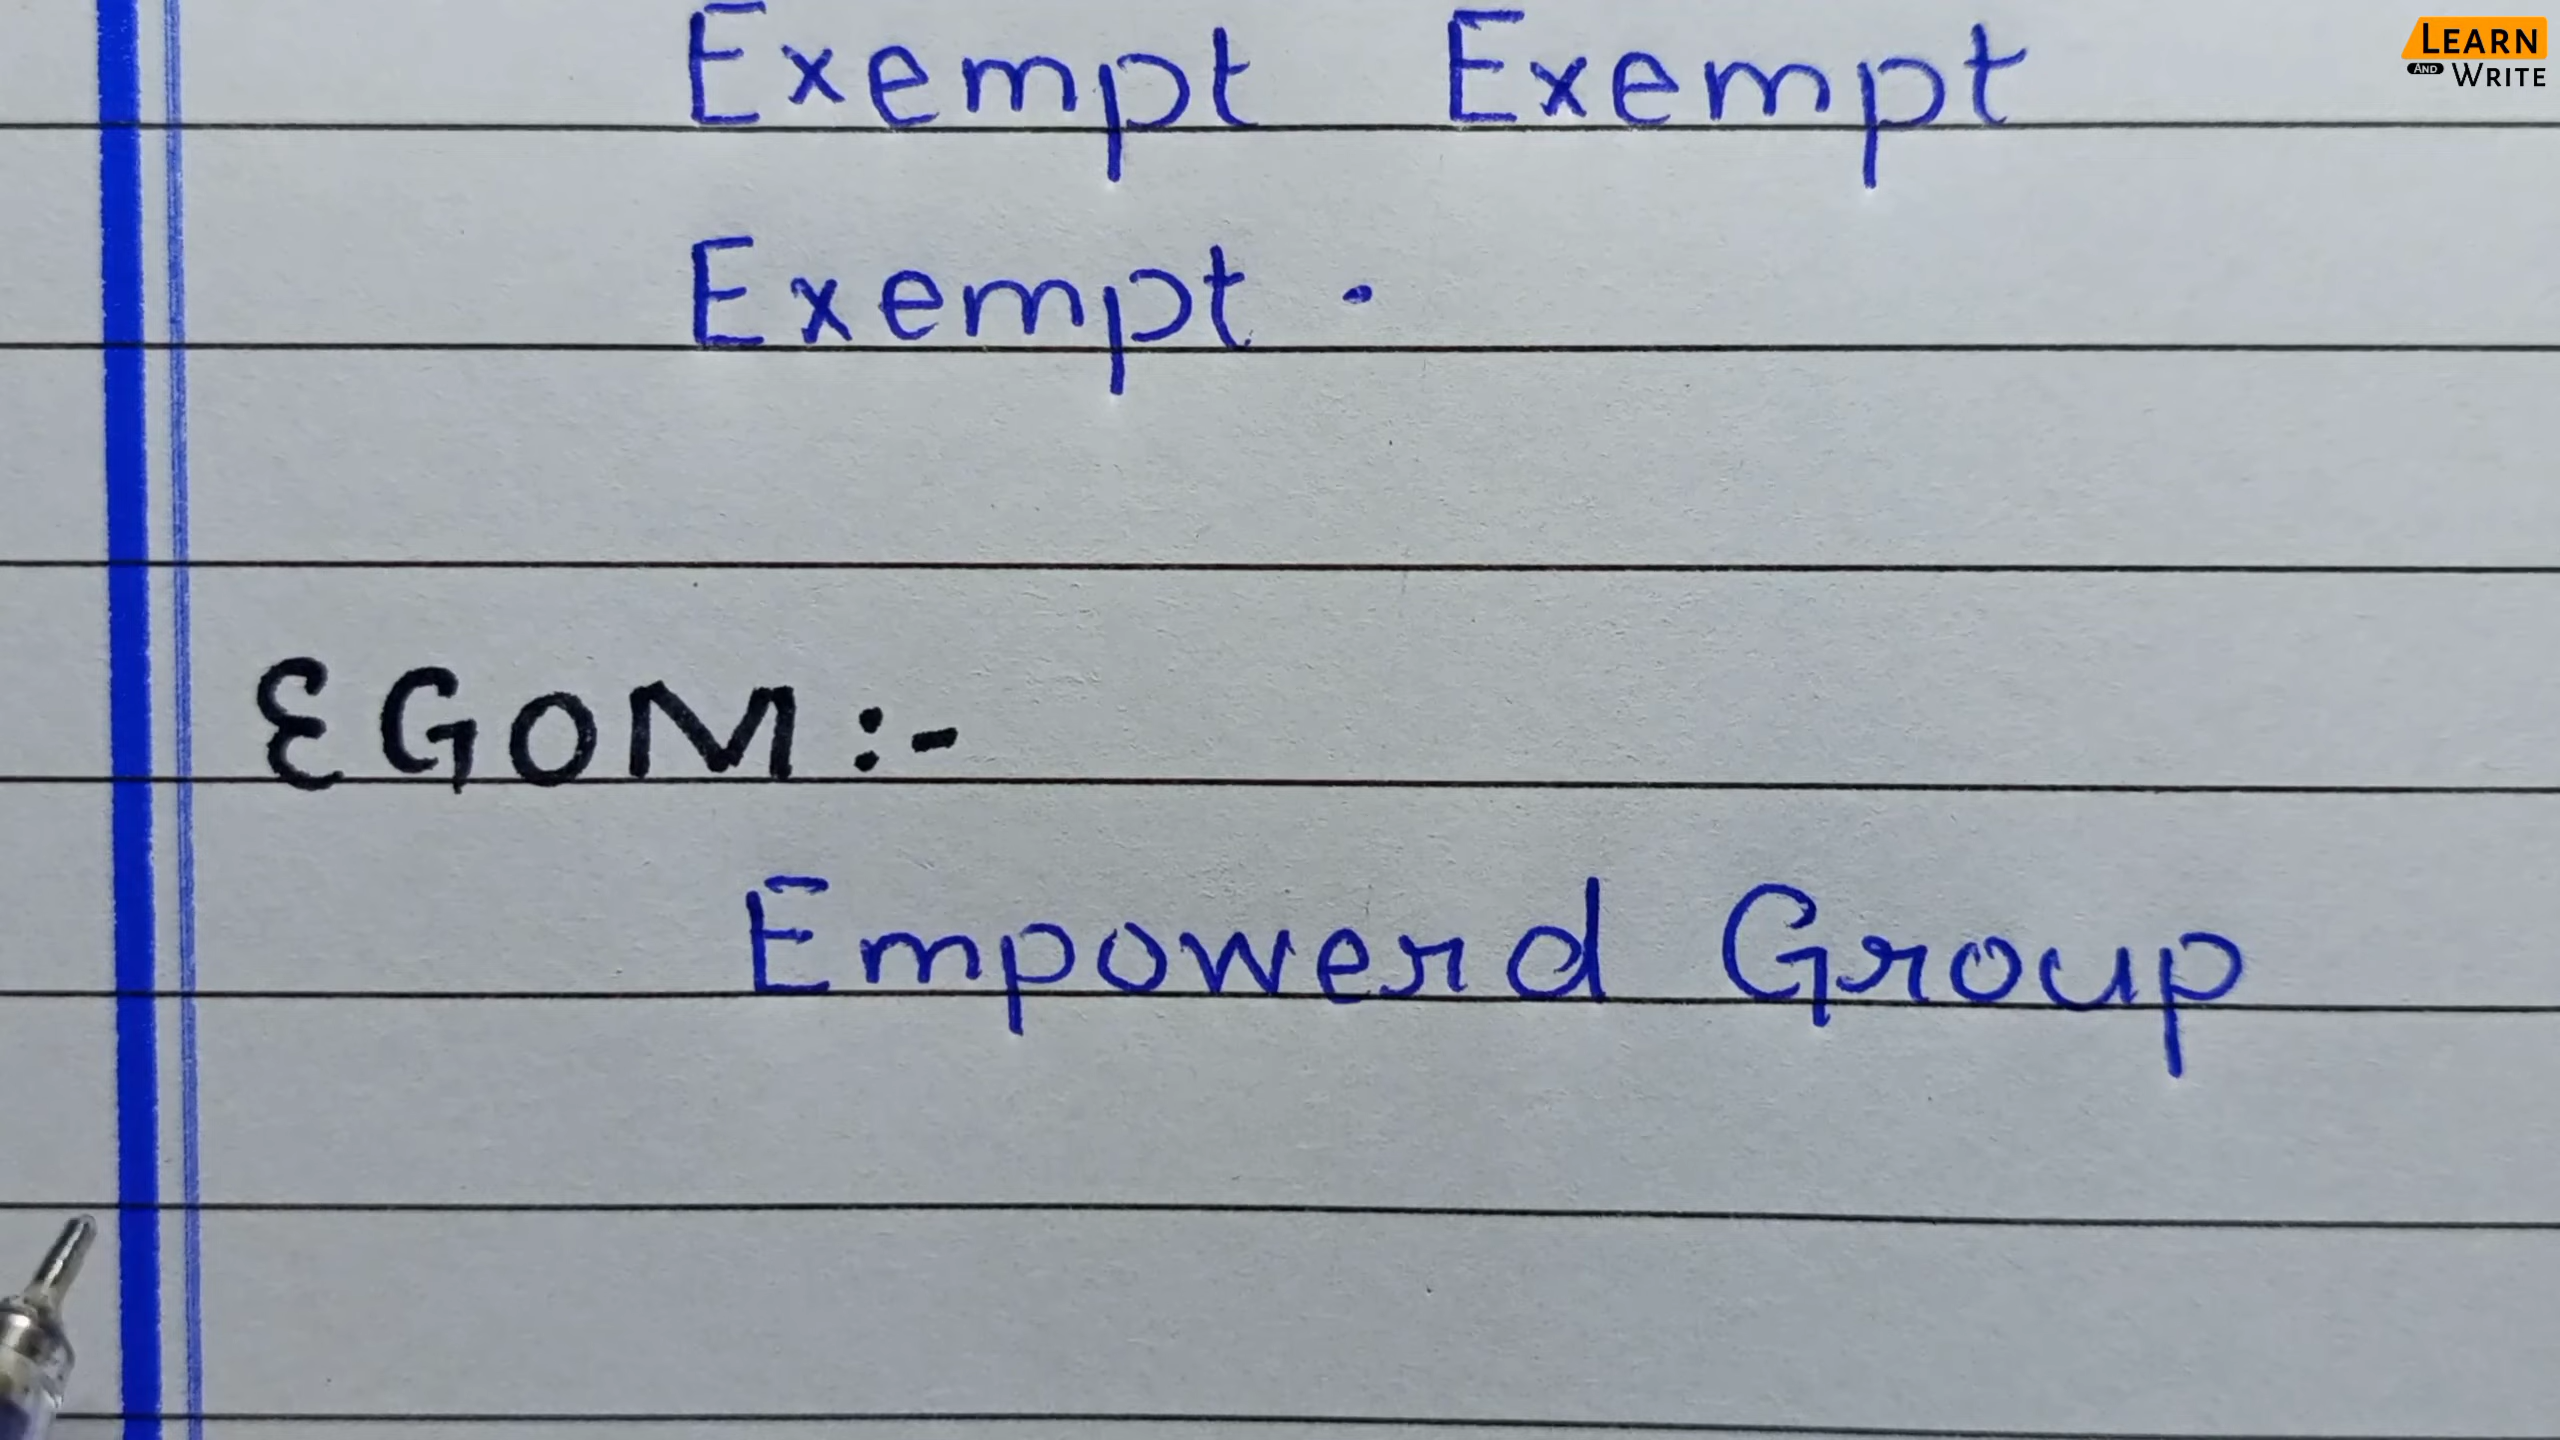 Exempt Exempt
LEARN
AND WRITE
Exempt .
EGOM :-
Empowerd Group